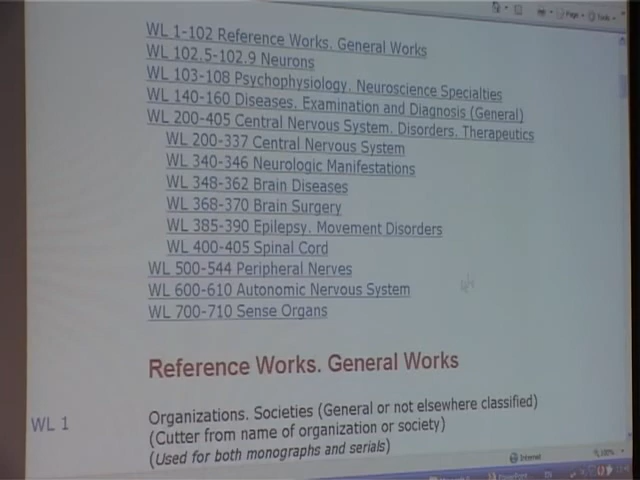 Page
Tools
WL 1-102 Reference Works. General Works
WL 102.5-102.9 Neurons
WL 103-108 Psychophysiology. Neuroscience Specialties
WL 140-160 Diseases. Examination and Diagnosis (General)
WL 200-405 Central Nervous System. Disorders. Therapeutics
WL 200-337 Central Nervous System
WL 340-346 Neurologic Manifestations
WL 348-362 Brain Diseases
WL 368-370 Brain Surgery
WL 385-390 Epilepsy. Movement Disorders
WL 400-405 Spinal Cord
WL 500-544 Peripheral Nerves
WL 600-610 Autonomic Nervous System
WL 700-710 Sense Organs
Reference Works. General Works
WL 1 Organizations. Societies (General or not elsewhere classified)
(Cutter from name of organization or society)
(Used for both monographs and serials)
Internet